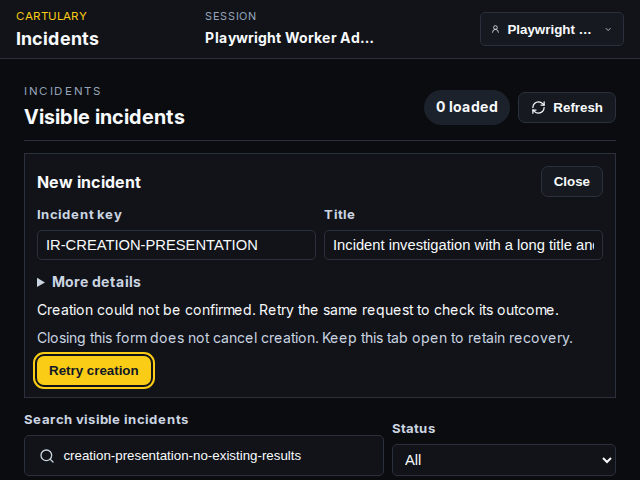 CARTULARY
Incidents
SESSION
Playwright Worker Ad...
Playwright ...
INCIDENTS
Visible incidents
0 loaded
Refresh
New incident
Close
Incident key
Title
IR-CREATION-PRESENTATION
Incident investigation with a long title and
More details
Creation could not be confirmed. Retry the same request to check its outcome.
Closing this form does not cancel creation. Keep this tab open to retain recovery.
Retry creation
Search visible incidents
Status
creation-presentation-no-existing-results
All